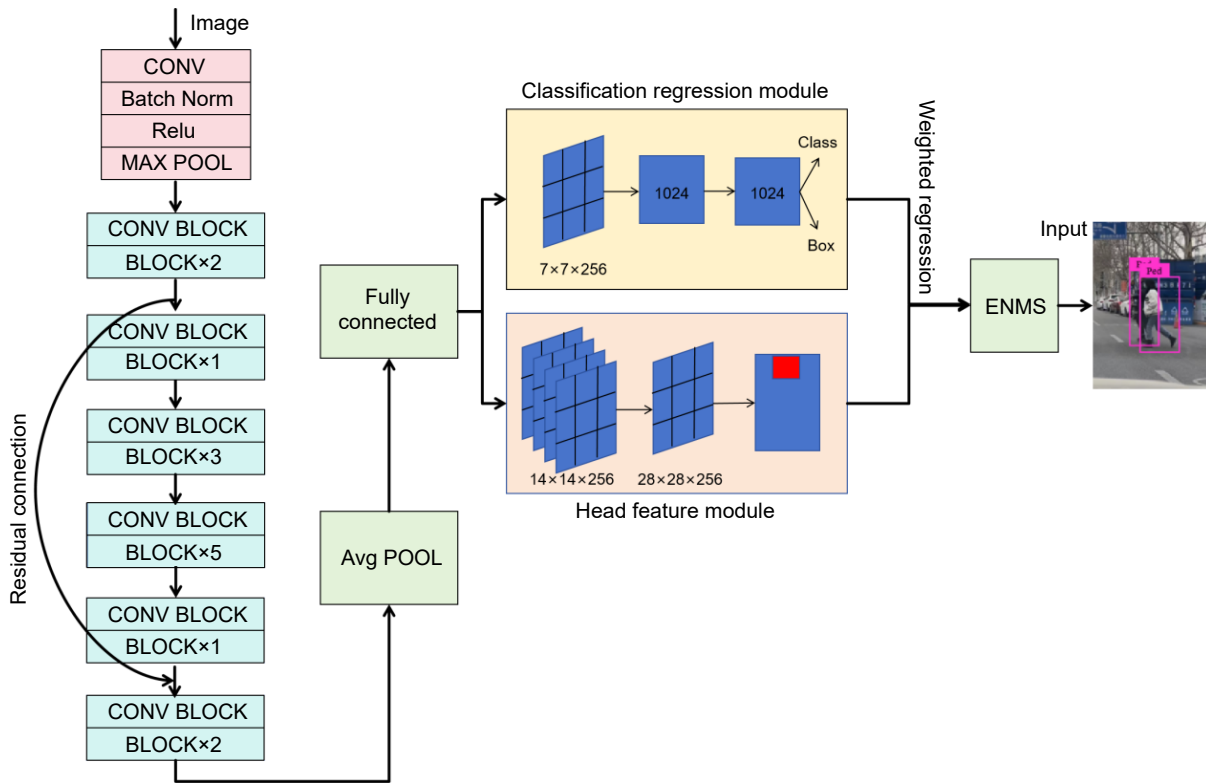 Image
CONV
Batch Norm
Relu
MAX POOL
CONV BLOCK
BLOCK×2
CONV BLOCK
BLOCK×1
CONV BLOCK
BLOCK×3
CONV BLOCK
BLOCK×5
CONV BLOCK
BLOCK×1
CONV BLOCK
BLOCK×2
Residual connection
Avg POOL
Fully
connected
Classification regression module
7×7×256
1024
1024
Class
Box
14×14×256
28×28×256
Head feature module
Weighted regression
ENMS
Input
Ped